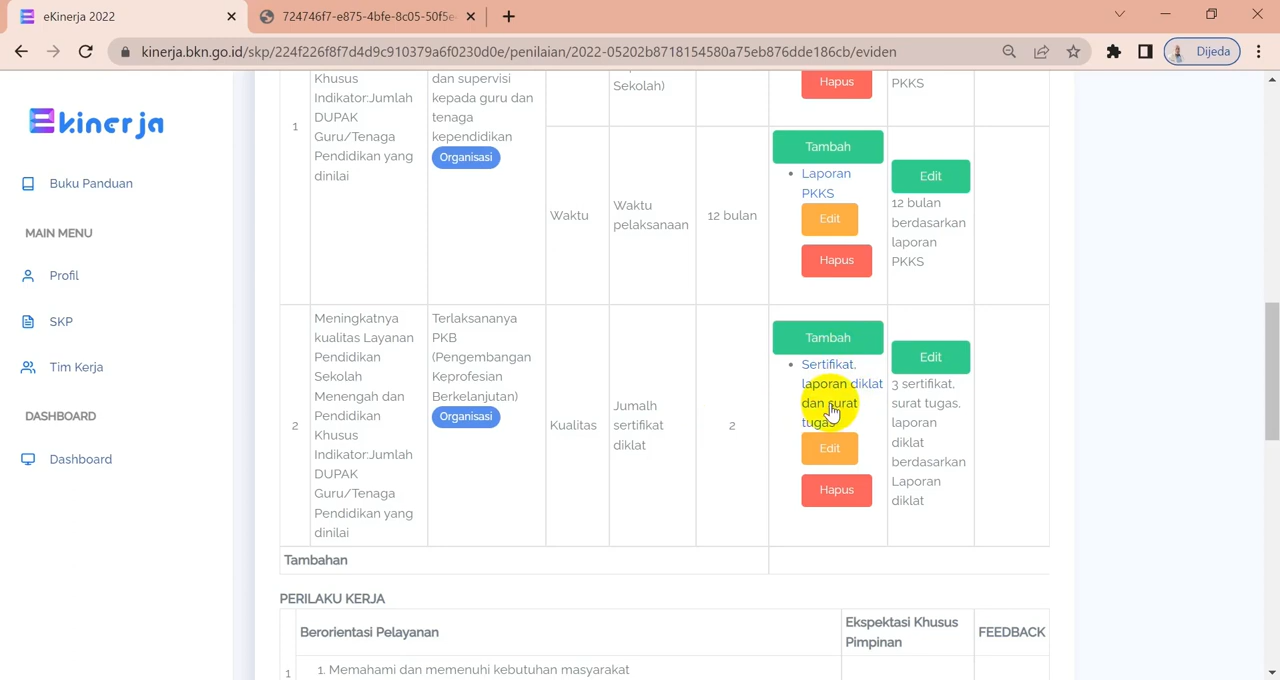 eKinerja 2022
724746f7-e875-4bfe-8c05-50f5e
kinerja.bkn.go.id/skp/224f226f8f7d4d9c910379a6f0230d0e/penilaian/2022-05202b8718154580a75eb876dde186cb/eviden
Dijeda
Ekinerja
Buku Panduan
MAIN MENU
Profil
SKP
Tim Kerja
DASHBOARD
Dashboard
1
Khusus
Indikator:Jumlah
DUPAK
Guru/Tenaga
Pendidikan yang
dinilai
dan supervisi
kepada guru dan
tenaga
kependidikan
Organisasi
Sekolah)
Hapus
PKKS
Waktu
Waktu
pelaksanaan
12 bulan
Tambah
Laporan
PKKS
Edit
Hapus
Edit
12 bulan
berdasarkan
laporan
PKKS
2
Meningkatnya
kualitas Layanan
Pendidikan
Sekolah
Menengah dan
Pendidikan
Khusus
Indikator:Jumlah
DUPAK
Guru/Tenaga
Pendidikan yang
dinilai
Terlaksananya
PKB
(Pengembangan
Keprofesian
Berkelanjutan)
Organisasi
Kualitas
Jumalh
sertifikat
diklat
2
Tambah
Sertifikat,
laporan diklat
dan surat
tugas
Edit
Hapus
Edit
3 sertifikat,
surat tugas,
laporan
diklat
berdasarkan
Laporan
diklat
Tambahan
PERILAKU KERJA
1
Berorientasi Pelayanan
Ekspektasi Khusus
Pimpinan
FEEDBACK
1. Memahami dan memenuhi kebutuhan masyarakat